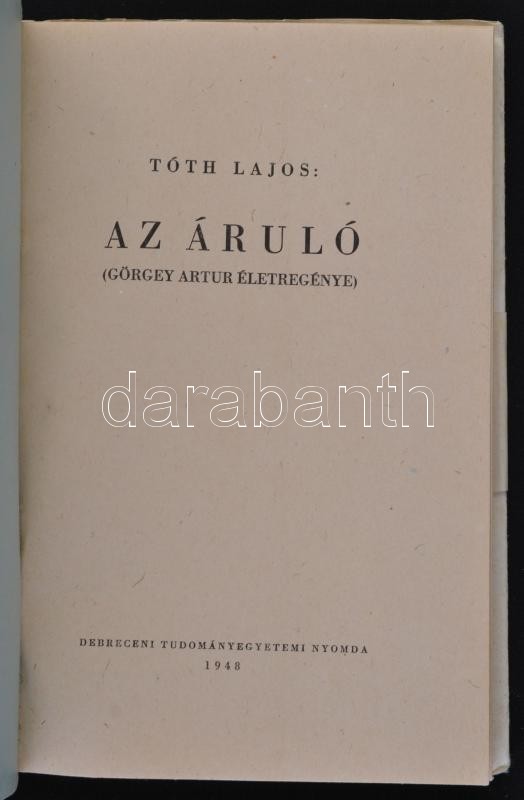 TÓTH LAJOS:
AZ ÁRULÓ
(GÖRGEY ARTUR ÉLETREGÉNYE)
darabanth
DEBRECENI TUDOMÁNYEGYETEMI NYOMDA
1948